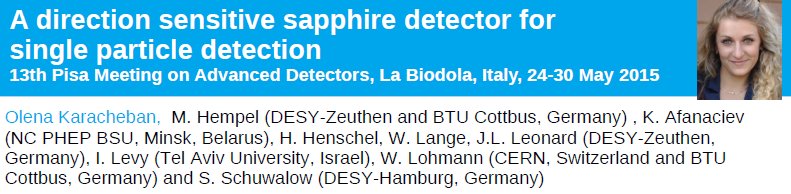 A direction sensitive sapphire detector for
single particle detection
13th Pisa Meeting on Advanced Detectors, La Biodola, Italy, 24-30 May 2015
Olena Karacheban,  M. Hempel (DESY-Zeuthen and BTU Cottbus, Germany) , K. Afanaciev
(NC PHEP BSU, Minsk, Belarus), H. Henschel, W. Lange, J.L. Leonard (DESY-Zeuthen,
Germany), I. Levy (Tel Aviv University, Israel), W. Lohmann (CERN, Switzerland and BTU
Cottbus, Germany) and S. Schuwalow (DESY-Hamburg, Germany)